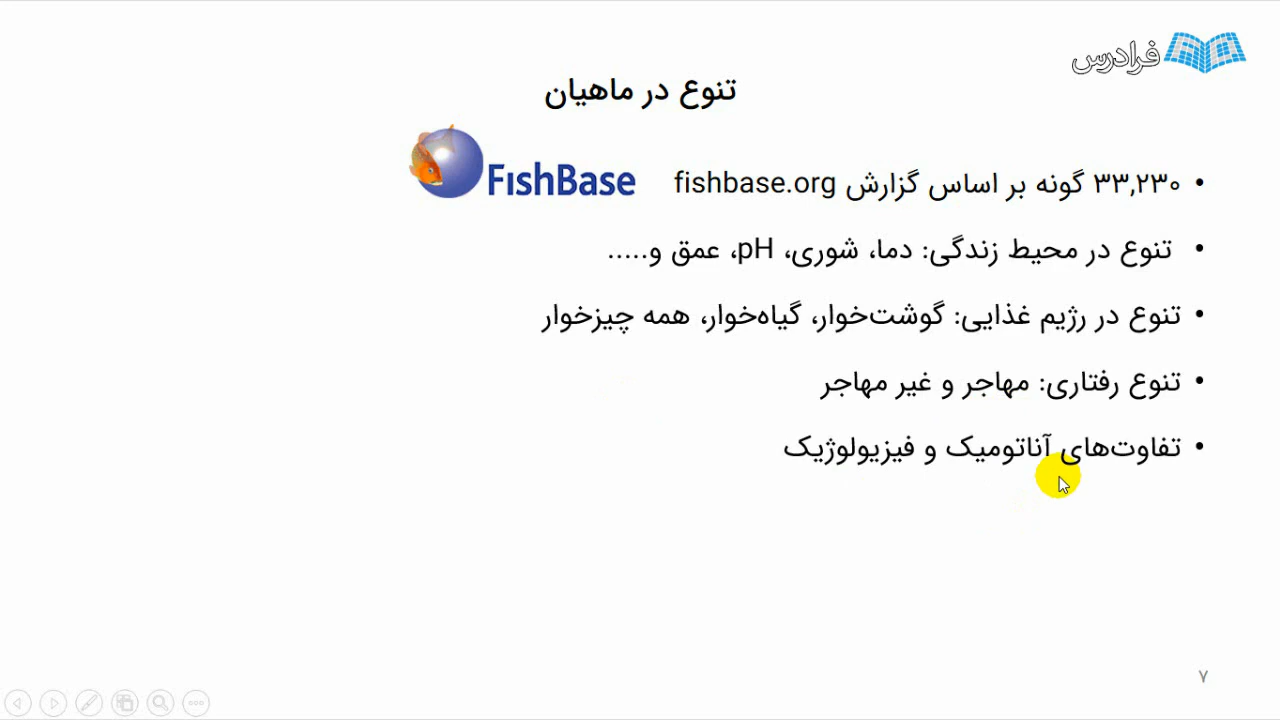 فرادرس
تنوع در ماهیان
• ۳۳,۲۳۰ گونه بر اساس گزارش fishbase.org
FishBase
• تنوع در محیط زندگی: دما، شوری، pH، عمق و.....
• تنوع در رژیم غذایی: گوشت‌خوار، گیاه‌خوار، همه چیزخوار
• تنوع رفتاری: مهاجر و غیر مهاجر
• تفاوت‌های آناتومیک و فیزیولوژیک
۷